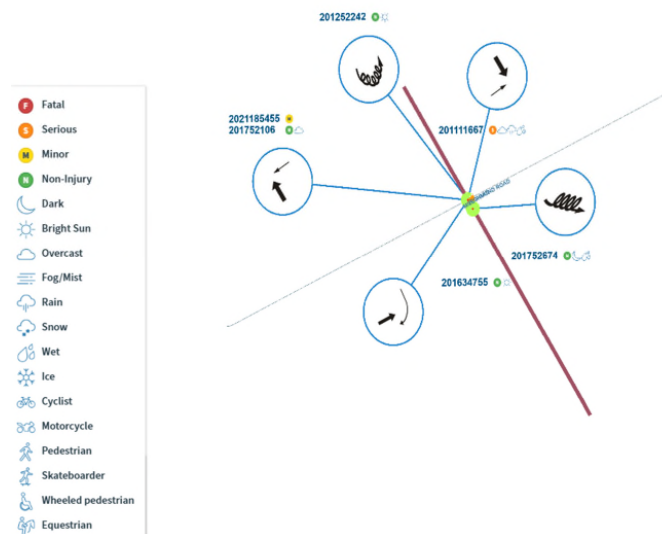 F Fatal
S Serious
M Minor
N Non-Injury
Dark
Bright Sun
Overcast
Fog/Mist
Rain
Snow
Wet
Ice
Cyclist
Motorcycle
Pedestrian
Skateboarder
Wheeled pedestrian
Equestrian
201252242 N
2021185455 M
201752106 N
201111667 S
ROAD
201752674 N
201634755 N